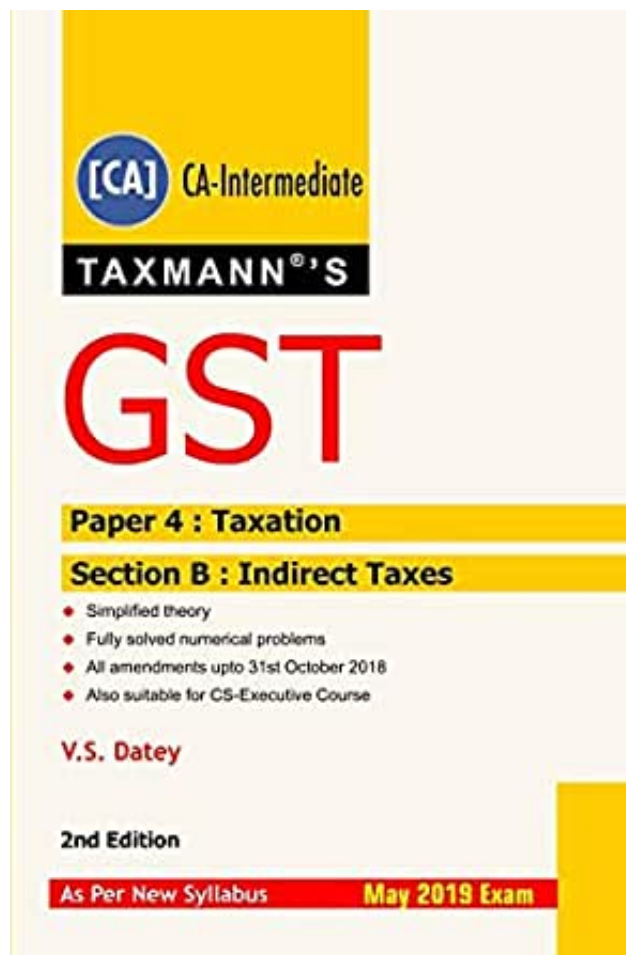 [CA] CA-Intermediate
TAXMANN®'S
GST
Paper 4 : Taxation
Section B : Indirect Taxes
Simplified theory
Fully solved numerical problems
All amendments upto 31st October 2018
Also suitable for CS-Executive Course
V.S. Datey
2nd Edition
As Per New Syllabus May 2019 Exam